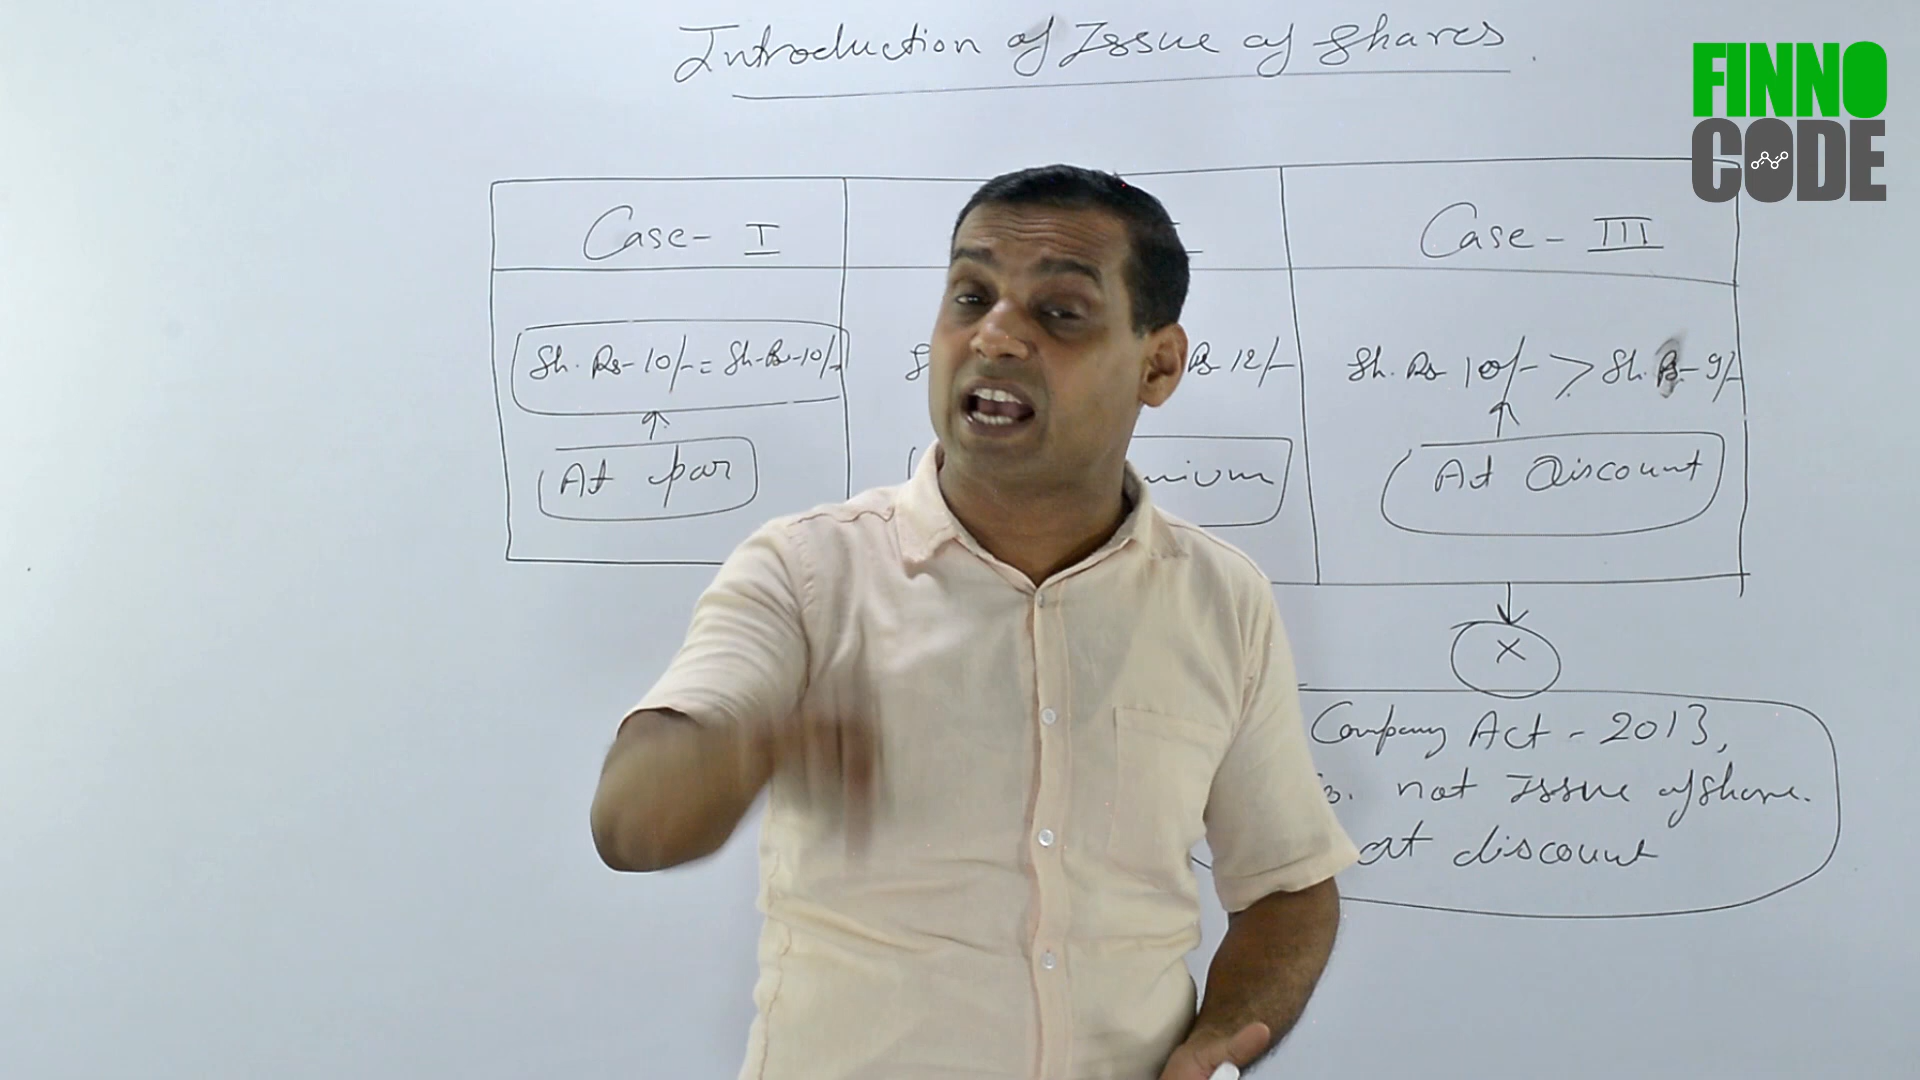 Introduction of Issue of Shares
FINNO
CODE
Case - I
Case - III
Sh. Rs - 10/- = Sh. Rs - 10/-
Rs - 12/-
Sh. Rs 10/- > Sh. Rs - 9/-
At par
mium
At Discount
X
Company Act - 2013,
not Issue of Share.
at discount